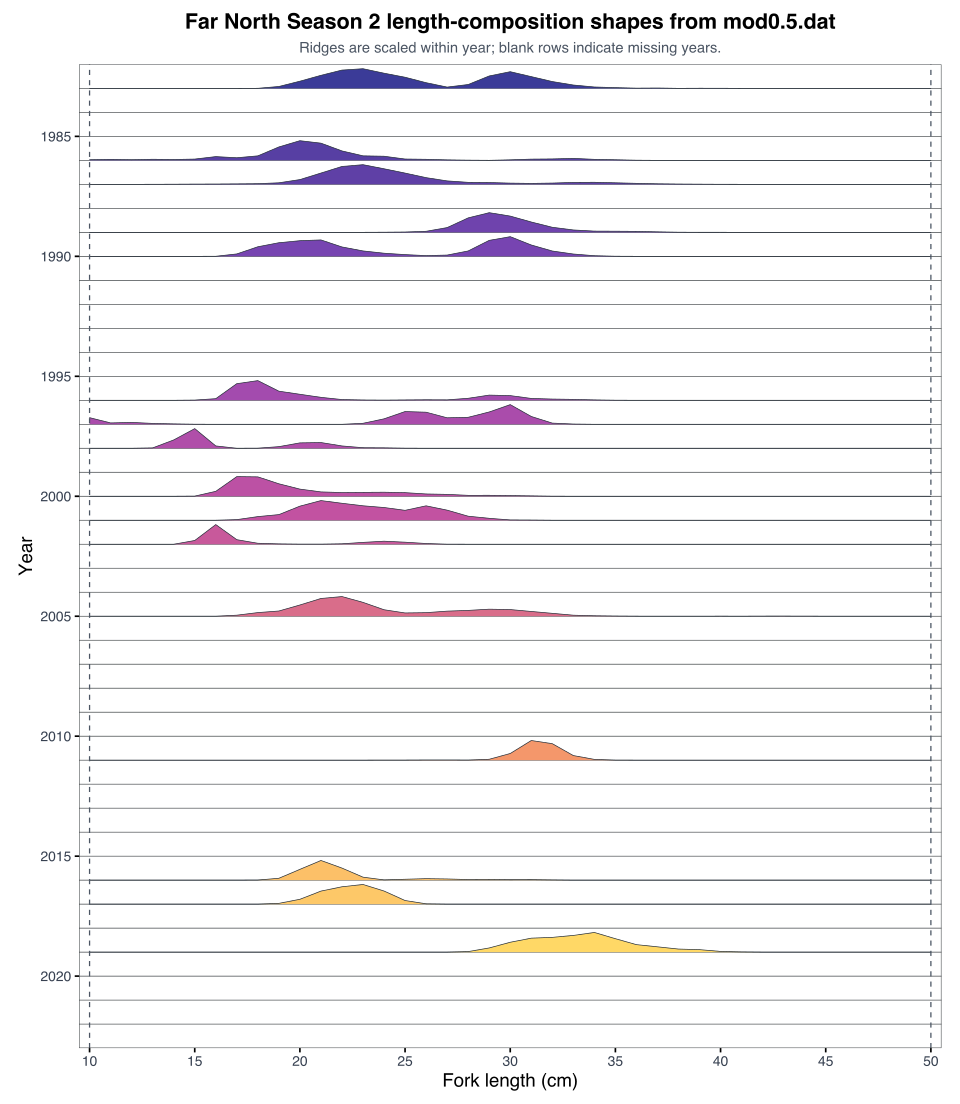 Far North Season 2 length-composition shapes from mod0.5.dat
Ridges are scaled within year; blank rows indicate missing years.
1985
1990
1995
2000
2005
2010
2015
2020
Year
10 15 20 25 30 35 40 45 50
Fork length (cm)